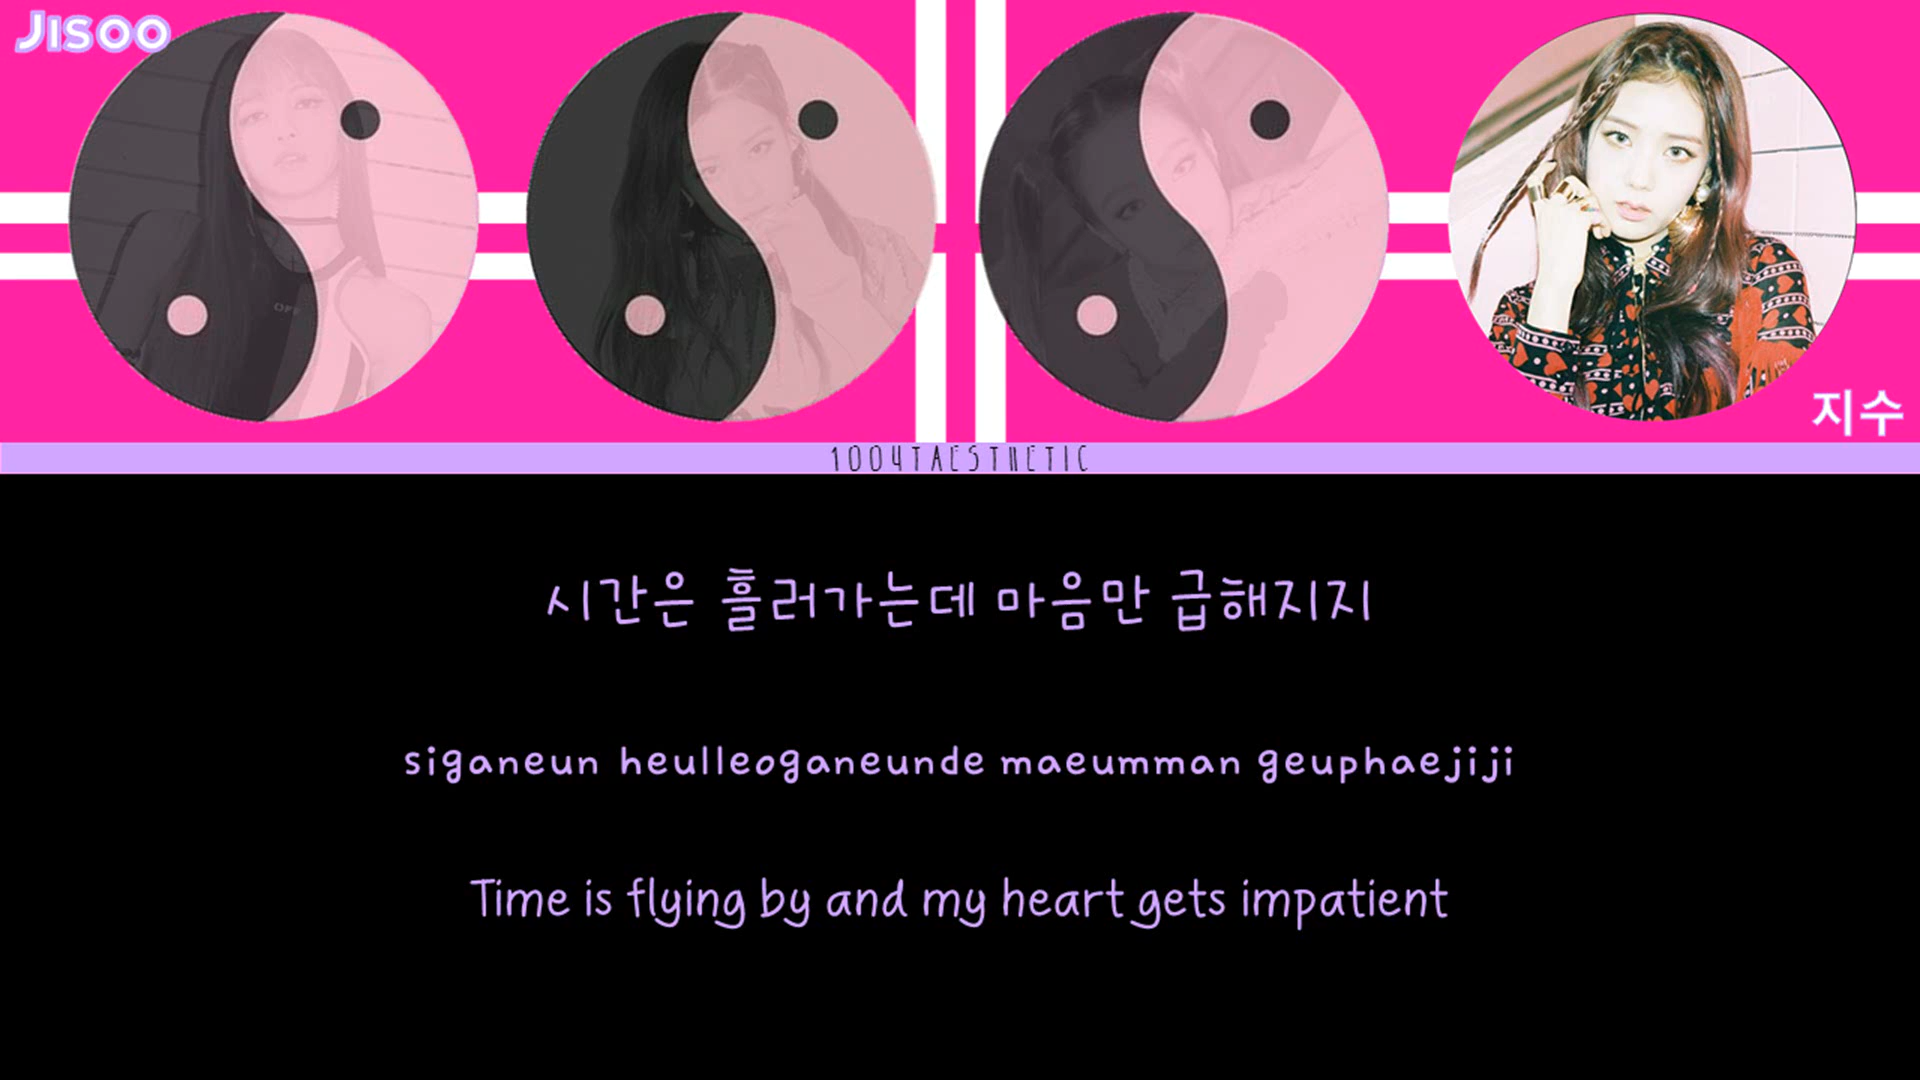 Jisoo
지수
1004TAESTHETIC
시간은 흘러가는데 마음만 급해지지
siganeun heulleoganeunde maeumman geuphaejiji
Time is flying by and my heart gets impatient